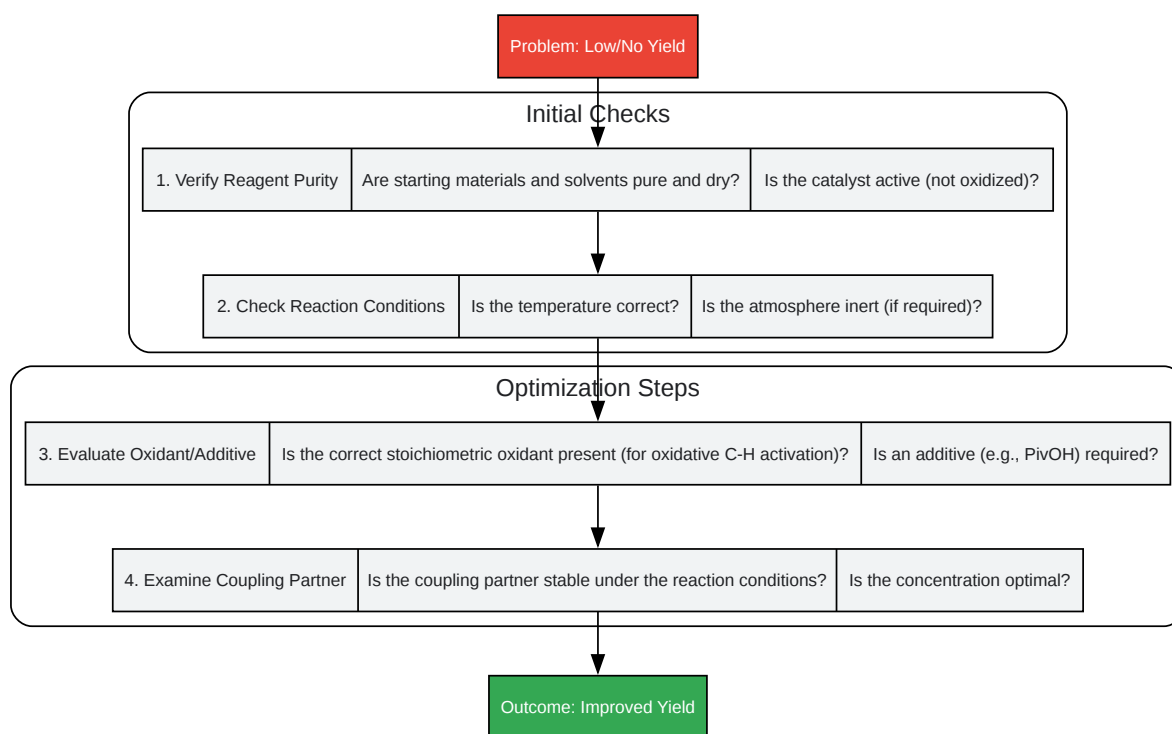 Problem: Low/No Yield
Initial Checks
1. Verify Reagent Purity
Are starting materials and solvents pure and dry?
Is the catalyst active (not oxidized)?
2. Check Reaction Conditions
Is the temperature correct?
Is the atmosphere inert (if required)?
Optimization Steps
3. Evaluate Oxidant/Additive
Is the correct stoichiometric oxidant present (for oxidative C-H activation)?
Is an additive (e.g., PivOH) required?
4. Examine Coupling Partner
Is the coupling partner stable under the reaction conditions?
Is the concentration optimal?
Outcome: Improved Yield